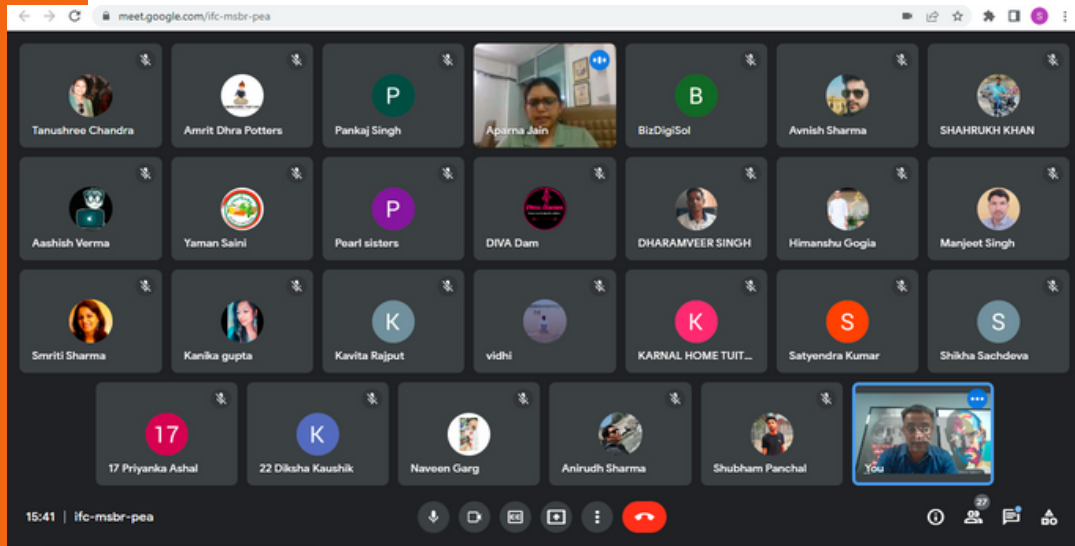 meet.google.com/ifc-msbr-pea
S
Tanushree Chandra
Amrit Dhra Potters
P
Pankaj Singh
Aparna Jain
B
BizDigiSol
Avnish Sharma
SHAHRUKH KHAN
Aashish Verma
Yaman Saini
P
Pearl sisters
DIVA Dam
DHARAMVEER SINGH
Himanshu Gogia
Manjeet Singh
Smriti Sharma
Kanika gupta
K
Kavita Rajput
vidhi
K
KARNAL HOME TUIT...
S
Satyendra Kumar
S
Shikha Sachdeva
17
17 Priyanka Ashal
K
22 Diksha Kaushik
Naveen Garg
Anirudh Sharma
Shubham Panchal
You
15:41 | ifc-msbr-pea
CC
27